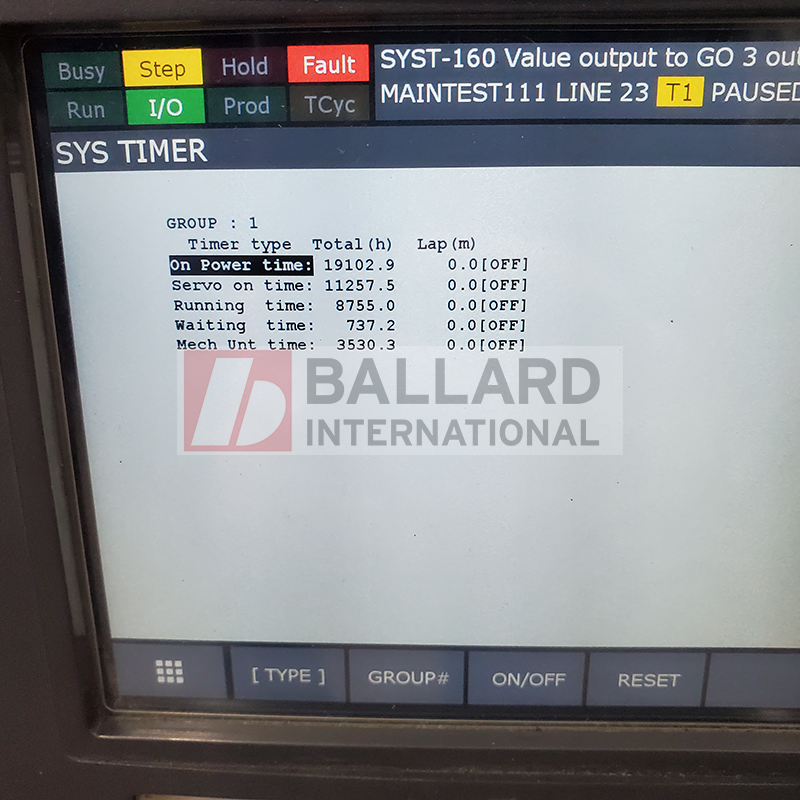 Busy Step Hold Fault SYST-160 Value output to GO 3
Run I/O Prod TCyc MAINTEST111 LINE 23 T1 PAUSED
SYS TIMER
GROUP : 1
Timer type Total(h) Lap(m)
On Power time: 19102.9 0.0[OFF]
Servo on time: 11257.5 0.0[OFF]
Running time: 8755.0 0.0[OFF]
Waiting time: 737.2 0.0[OFF]
Mech Unt time: 3530.3 0.0[OFF]
BALLARD
INTERNATIONAL
[ TYPE ] GROUP# ON/OFF RESET